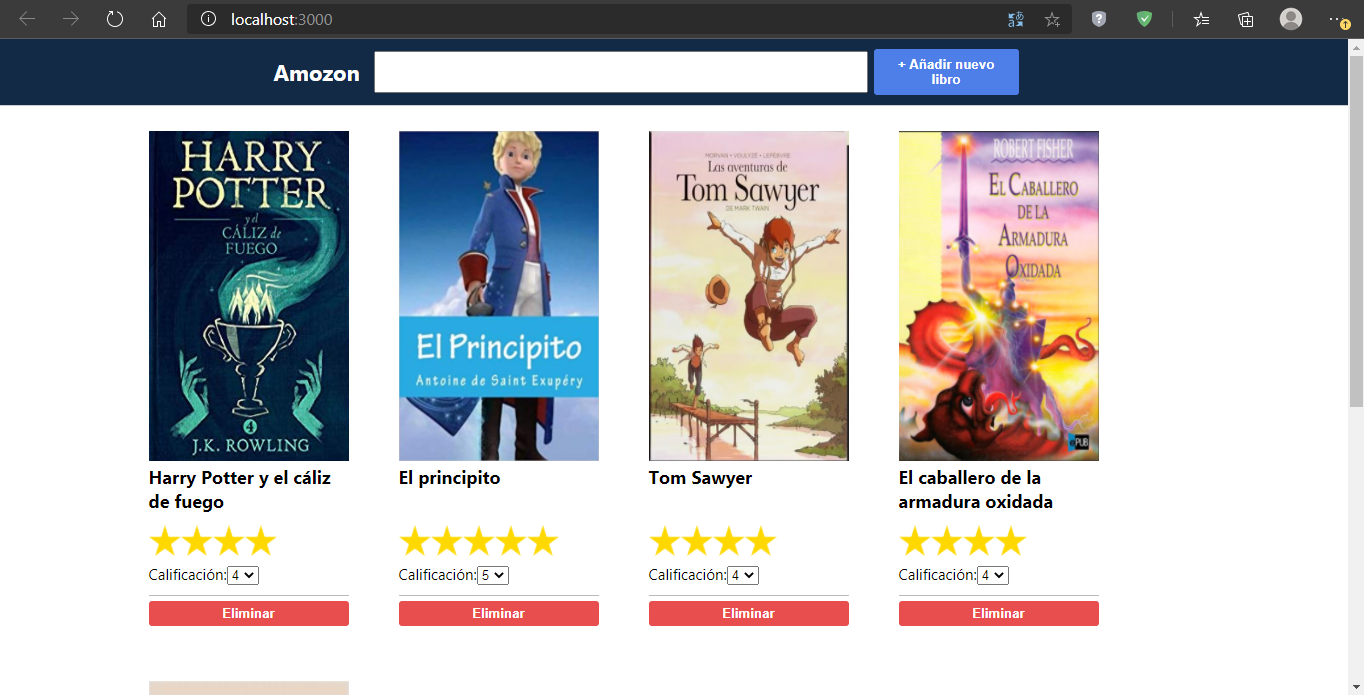 localhost:3000
Amozon
+ Añadir nuevo
libro
HARRY
POTTER
y el
CÁLIZ de
FUEGO
4
J.K. ROWLING
El Principito
Antoine de Saint Exupéry
MORVAN • VOULYZÉ • LEFEBVRE
Las aventuras de
Tom Sawyer
DE MARK TWAIN
ROBERT FISHER
EL CABALLERO
DE LA
ARMADURA
OXIDADA
ePUB
Harry Potter y el cáliz
de fuego
El principito
Tom Sawyer
El caballero de la
armadura oxidada
Calificación: 4
Calificación: 5
Calificación: 4
Calificación: 4
Eliminar
Eliminar
Eliminar
Eliminar